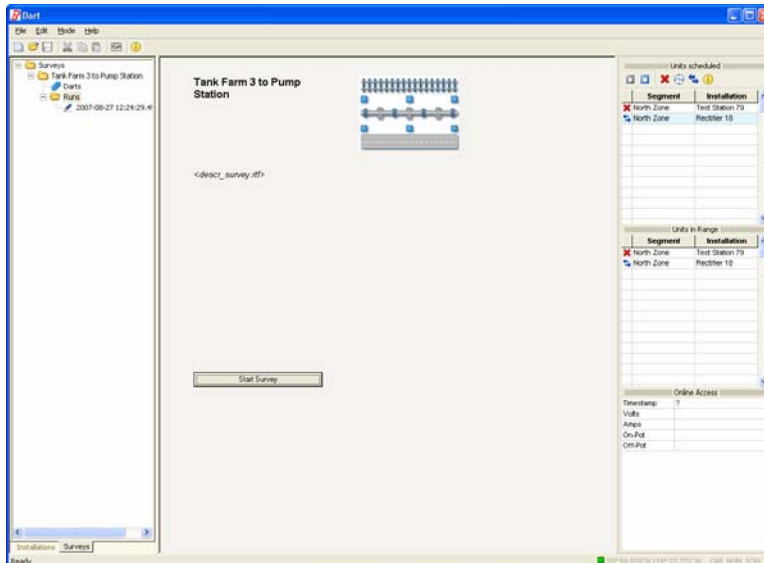 Dart
File Edit Mode Help
Surveys
Tank Farm 3 to Pump Station
Darts
Runs
2007-08-27 12:24:29.4
Installations Surveys
Tank Farm 3 to Pump
Station
<descr_survey.rtf>
Start Survey
Units scheduled
Segment Installation
North Zone Test Station 79
North Zone Rectifier 18
Units in Range
Segment Installation
North Zone Test Station 79
North Zone Rectifier 18
Online Access
Timestamp ?
Volts
Amps
On-Pot
Off-Pot
Ready
CAP NUM SCRL